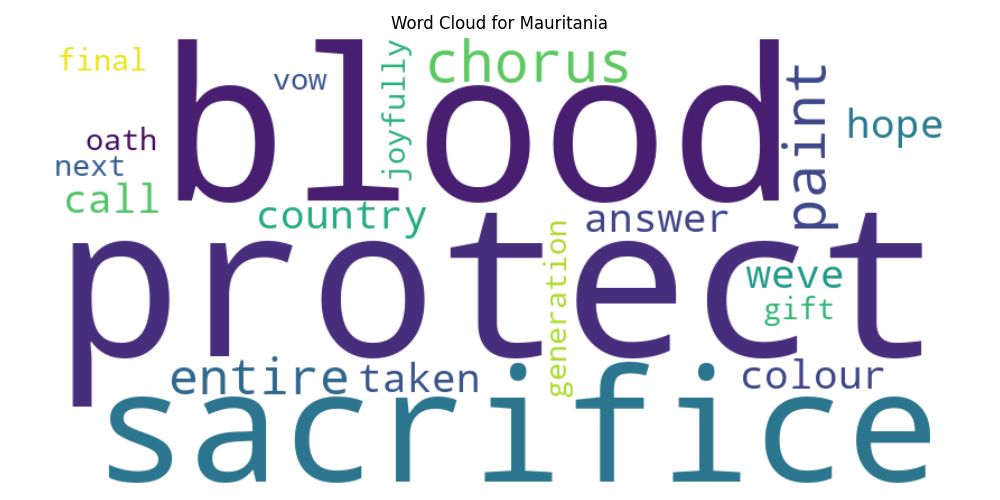 Word Cloud for Mauritania
final
blood
vow
joyfully
chorus
paint
hope
oath
next
call
country
answer
protect
generation
weve
gift
entire
taken
colour
sacrifice